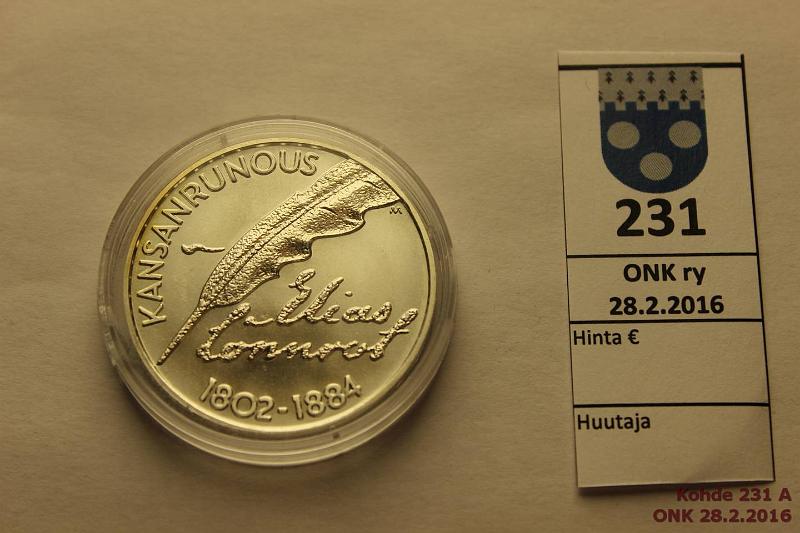 KANSANRUNOUS
M
Elias
Lönnrot
1802-1884
231
ONK ry
28.2.2016
Hinta €
Huutaja
Kohde 231 A
ONK 28.2.2016